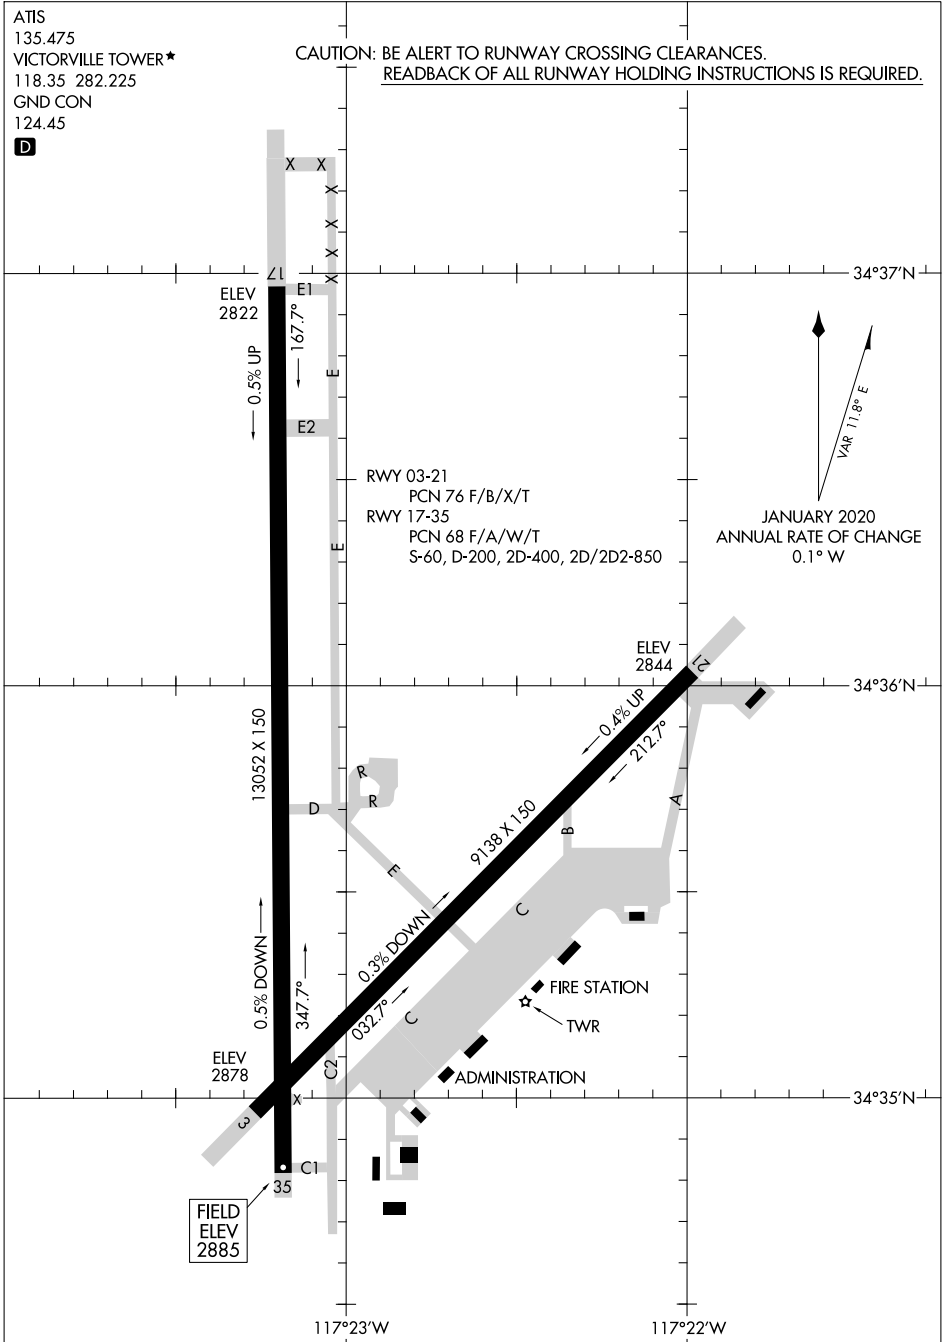 ATIS
135.475
VICTORVILLE TOWER★
118.35 282.225
GND CON
124.45
D
CAUTION: BE ALERT TO RUNWAY CROSSING CLEARANCES.
READBACK OF ALL RUNWAY HOLDING INSTRUCTIONS IS REQUIRED.
X X
X
X
X
X
17
34°37'N
E1
ELEV
2822
167.7°
0.5% UP
E
E2
VAR 11.8° E
JANUARY 2020
ANNUAL RATE OF CHANGE
0.1° W
RWY 03-21
PCN 76 F/B/X/T
RWY 17-35
PCN 68 F/A/W/T
S-60, D-200, 2D-400, 2D/2D2-850
E
ELEV
2844
21
34°36'N
0.4% UP
212.7°
13052 X 150
R
R
D
A
B
9138 X 150
E
C
0.3% DOWN
032.7°
0.5% DOWN
347.7°
C
FIRE STATION
TWR
ELEV
2878
C2
ADMINISTRATION
X
34°35'N
3
C1
35
FIELD
ELEV
2885
117°23'W
117°22'W